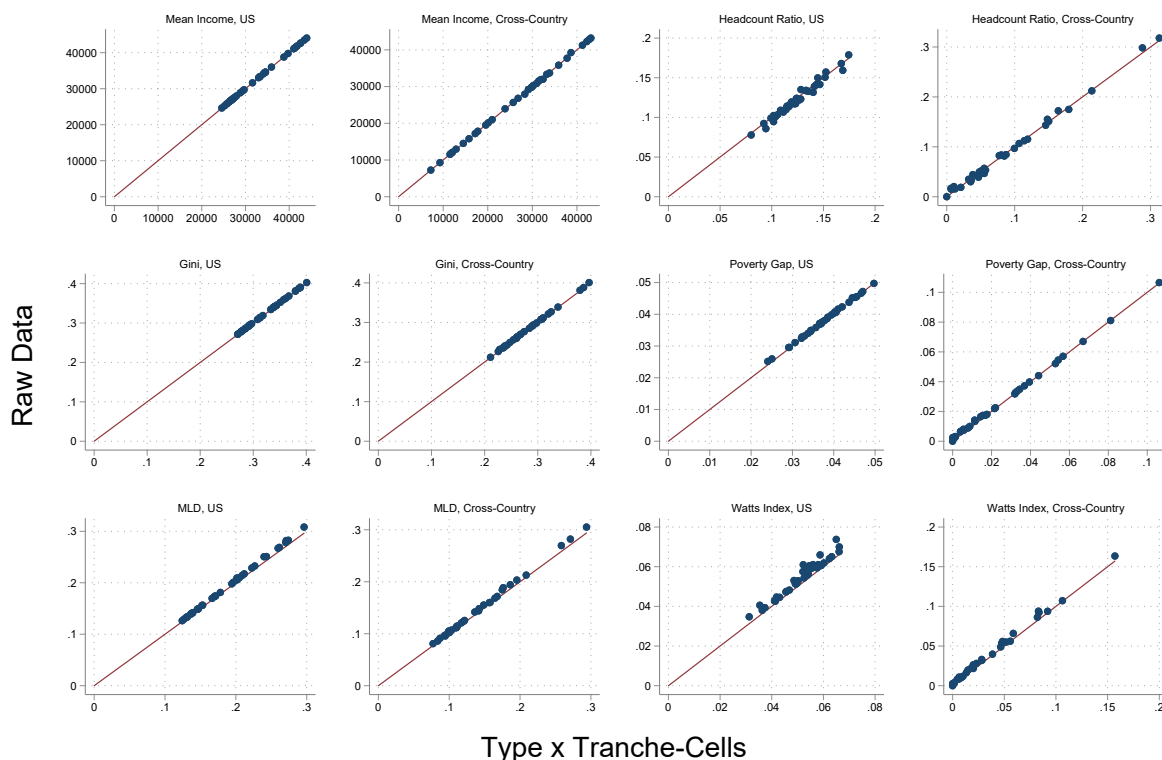 Mean Income, US
Mean Income, Cross-Country
Headcount Ratio, US
Headcount Ratio, Cross-Country
40000
30000
20000
10000
0
0 10000 20000 30000 40000
40000
30000
20000
10000
0
0 10000 20000 30000 40000
.2
.15
.1
.05
0
0 .05 .1 .15 .2
.3
.2
.1
0
0 .1 .2 .3
Gini, US
Gini, Cross-Country
Poverty Gap, US
Poverty Gap, Cross-Country
.4
.3
.2
.1
0
0 .1 .2 .3 .4
.4
.3
.2
.1
0
0 .1 .2 .3 .4
.05
.04
.03
.02
.01
0
0 .01 .02 .03 .04 .05
.1
.08
.06
.04
.02
0
0 .02 .04 .06 .08 .1
MLD, US
MLD, Cross-Country
Watts Index, US
Watts Index, Cross-Country
.3
.2
.1
0
0 .1 .2 .3
.3
.2
.1
0
0 .1 .2 .3
.08
.06
.04
.02
0
0 .02 .04 .06 .08
.2
.15
.1
.05
0
0 .05 .1 .15 .2
Raw Data
Type x Tranche-Cells